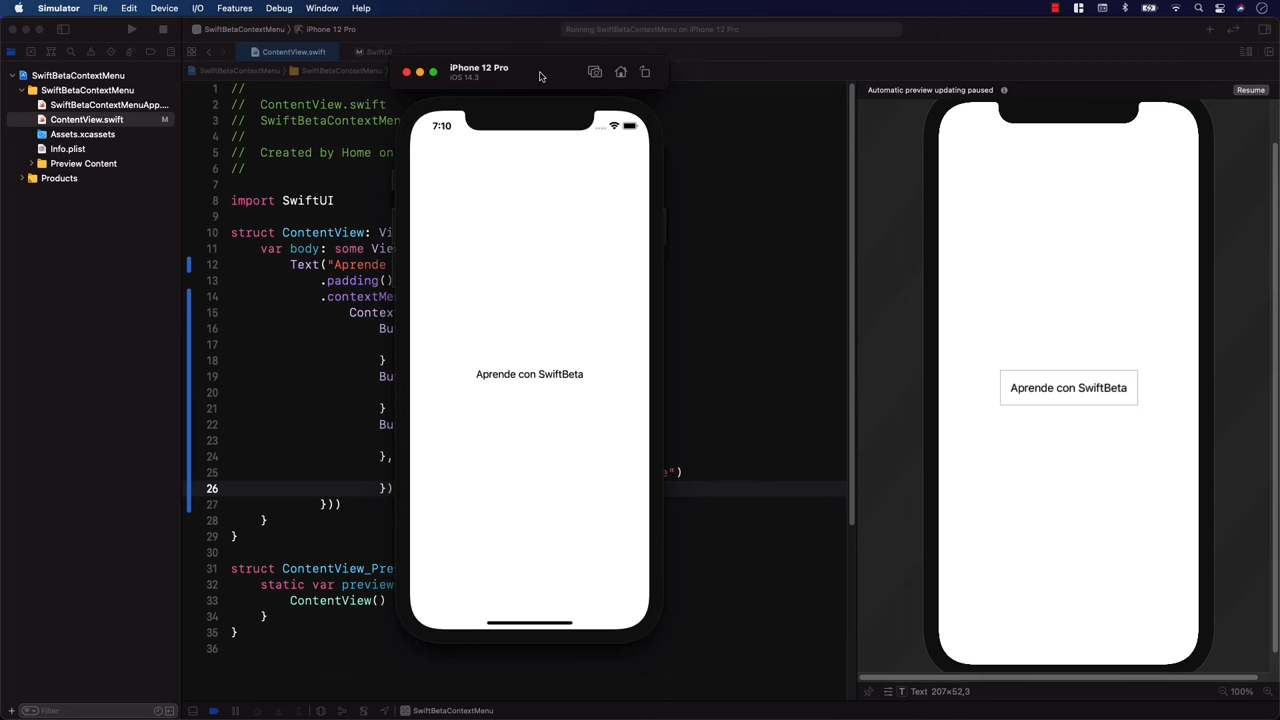 Simulator File Edit Device I/O Features Debug Window Help
SwiftBetaContextMenu iPhone 12 Pro Running SwiftBetaContextMenu on iPhone 12 Pro
ContentView.swift SwiftUI
SwiftBetaContextMenu SwiftBetaContextMenu
iPhone 12 Pro
iOS 14.3
Automatic preview updating paused Resume
SwiftBetaContextMenu
SwiftBetaContextMenu
SwiftBetaContextMenuApp....
ContentView.swift M
Assets.xcassets
Info.plist
Preview Content
Products
1 //
2 // ContentView.swift
3 // SwiftBetaContextMenu
4 //
5 // Created by Home on
6 //
7
8 import SwiftUI
9
10 struct ContentView: Vi
11 var body: some View
12 Text("Aprende
13 .padding()
14 .contextMe
15 Contex
16 Bu
17
18 }
19 Bu
20
21 }
22 Bu
23
24 },
25 e")
26 })
27 }))
28 }
29 }
30
31 struct ContentView_Pre
32 static var preview
33 ContentView()
34 }
35 }
36
7:10
Aprende con SwiftBeta
Aprende con SwiftBeta
Filter
SwiftBetaContextMenu
Text 207×52,3 100%